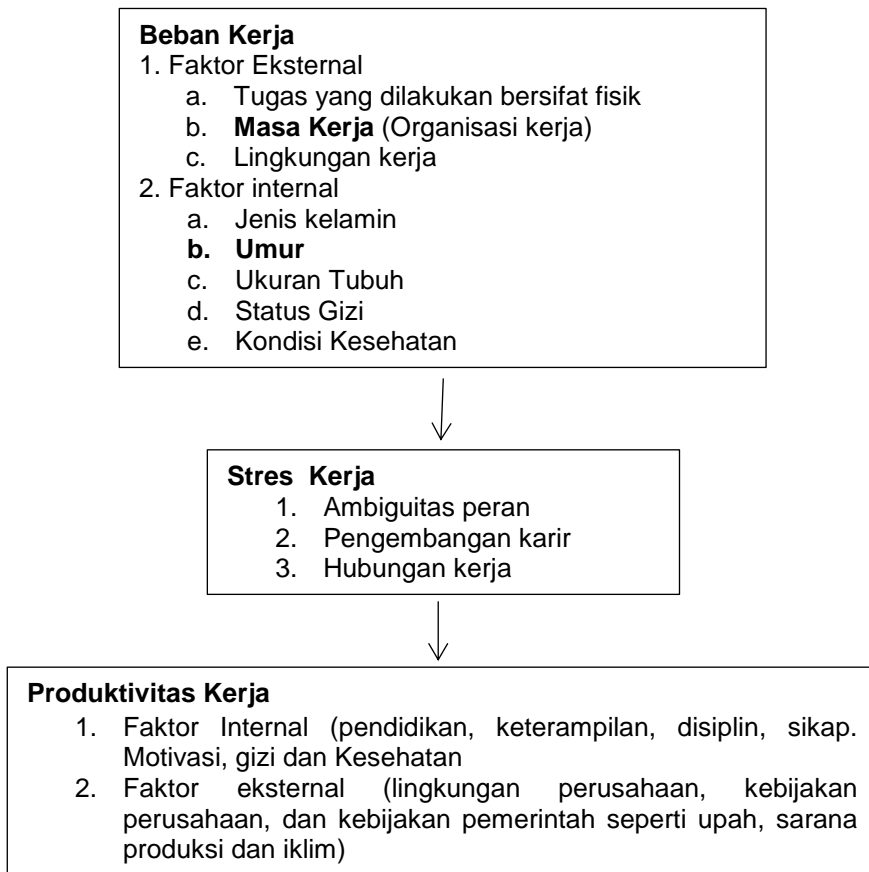 Beban Kerja
1. Faktor Eksternal
a. Tugas yang dilakukan bersifat fisik
b. Masa Kerja (Organisasi kerja)
c. Lingkungan kerja
2. Faktor internal
a. Jenis kelamin
b. Umur
c. Ukuran Tubuh
d. Status Gizi
e. Kondisi Kesehatan
Stres Kerja
1. Ambiguitas peran
2. Pengembangan karir
3. Hubungan kerja
Produktivitas Kerja
1. Faktor Internal (pendidikan, keterampilan, disiplin, sikap.
Motivasi, gizi dan Kesehatan
2. Faktor eksternal (lingkungan perusahaan, kebijakan
perusahaan, dan kebijakan pemerintah seperti upah, sarana
produksi dan iklim)